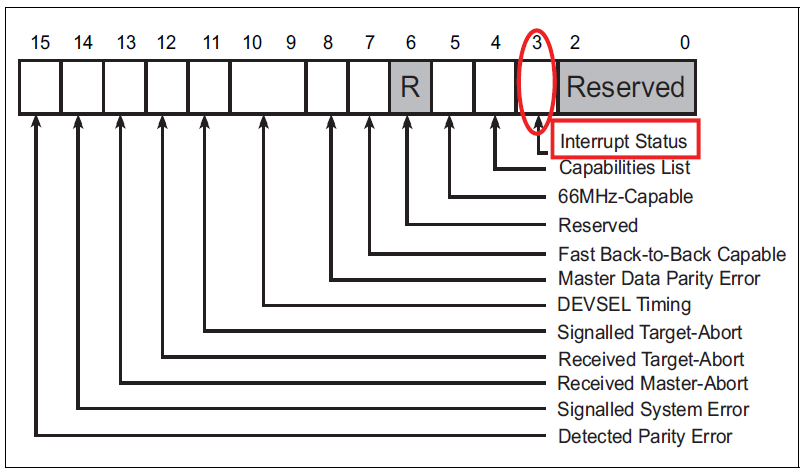 15 14 13 12 11 10 9 8 7 6 5 4 3 2 0
R Reserved
Interrupt Status
Capabilities List
66MHz-Capable
Reserved
Fast Back-to-Back Capable
Master Data Parity Error
DEVSEL Timing
Signalled Target-Abort
Received Target-Abort
Received Master-Abort
Signalled System Error
Detected Parity Error